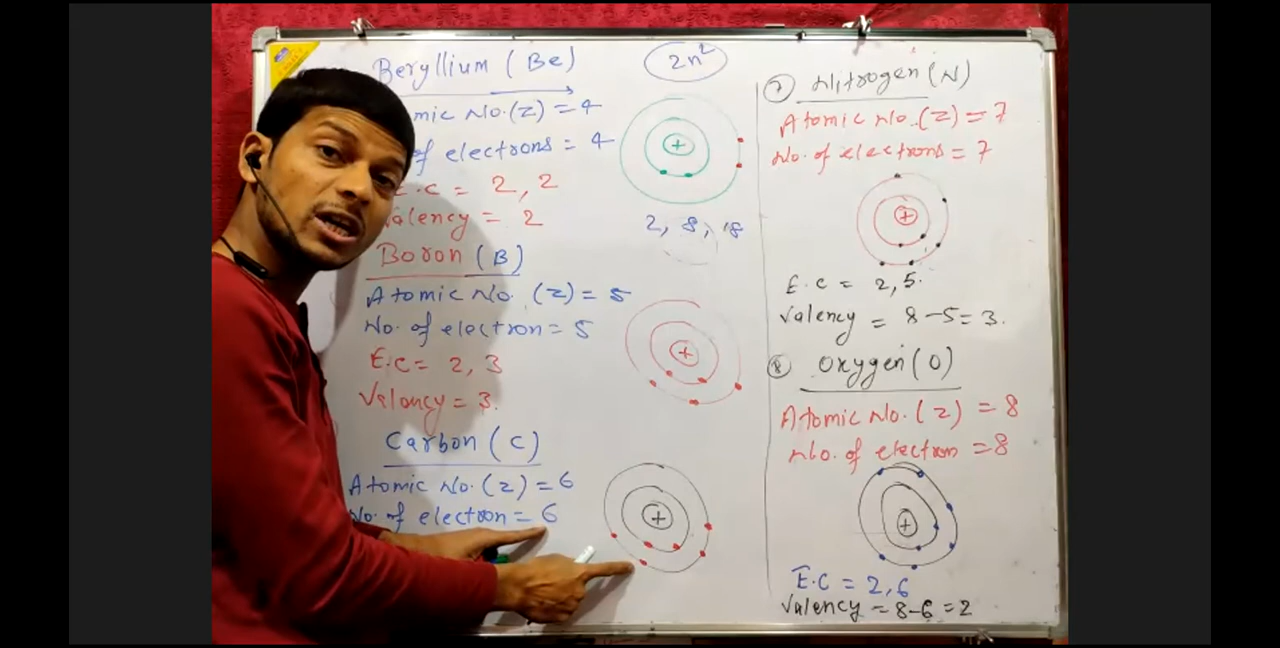 Beryllium (Be)
mic No.(Z) = 4
of electrons = 4
.C = 2, 2
Valency = 2
Boron (B)
Atomic No. (Z) = 5
No. of electron = 5
E.C = 2, 3
Valency = 3.
Carbon (C)
Atomic No. (Z) = 6
No. of electron = 6
2n²
+
2, 8, 18
+
+
7 Nitrogen (N)
Atomic No. (Z) = 7
No. of electrons = 7
+
E.C = 2, 5.
Valency = 8-5=3.
8 Oxygen (O)
Atomic No. (Z) = 8
No. of electron = 8
+
E.C = 2, 6
Valency = 8-6=2